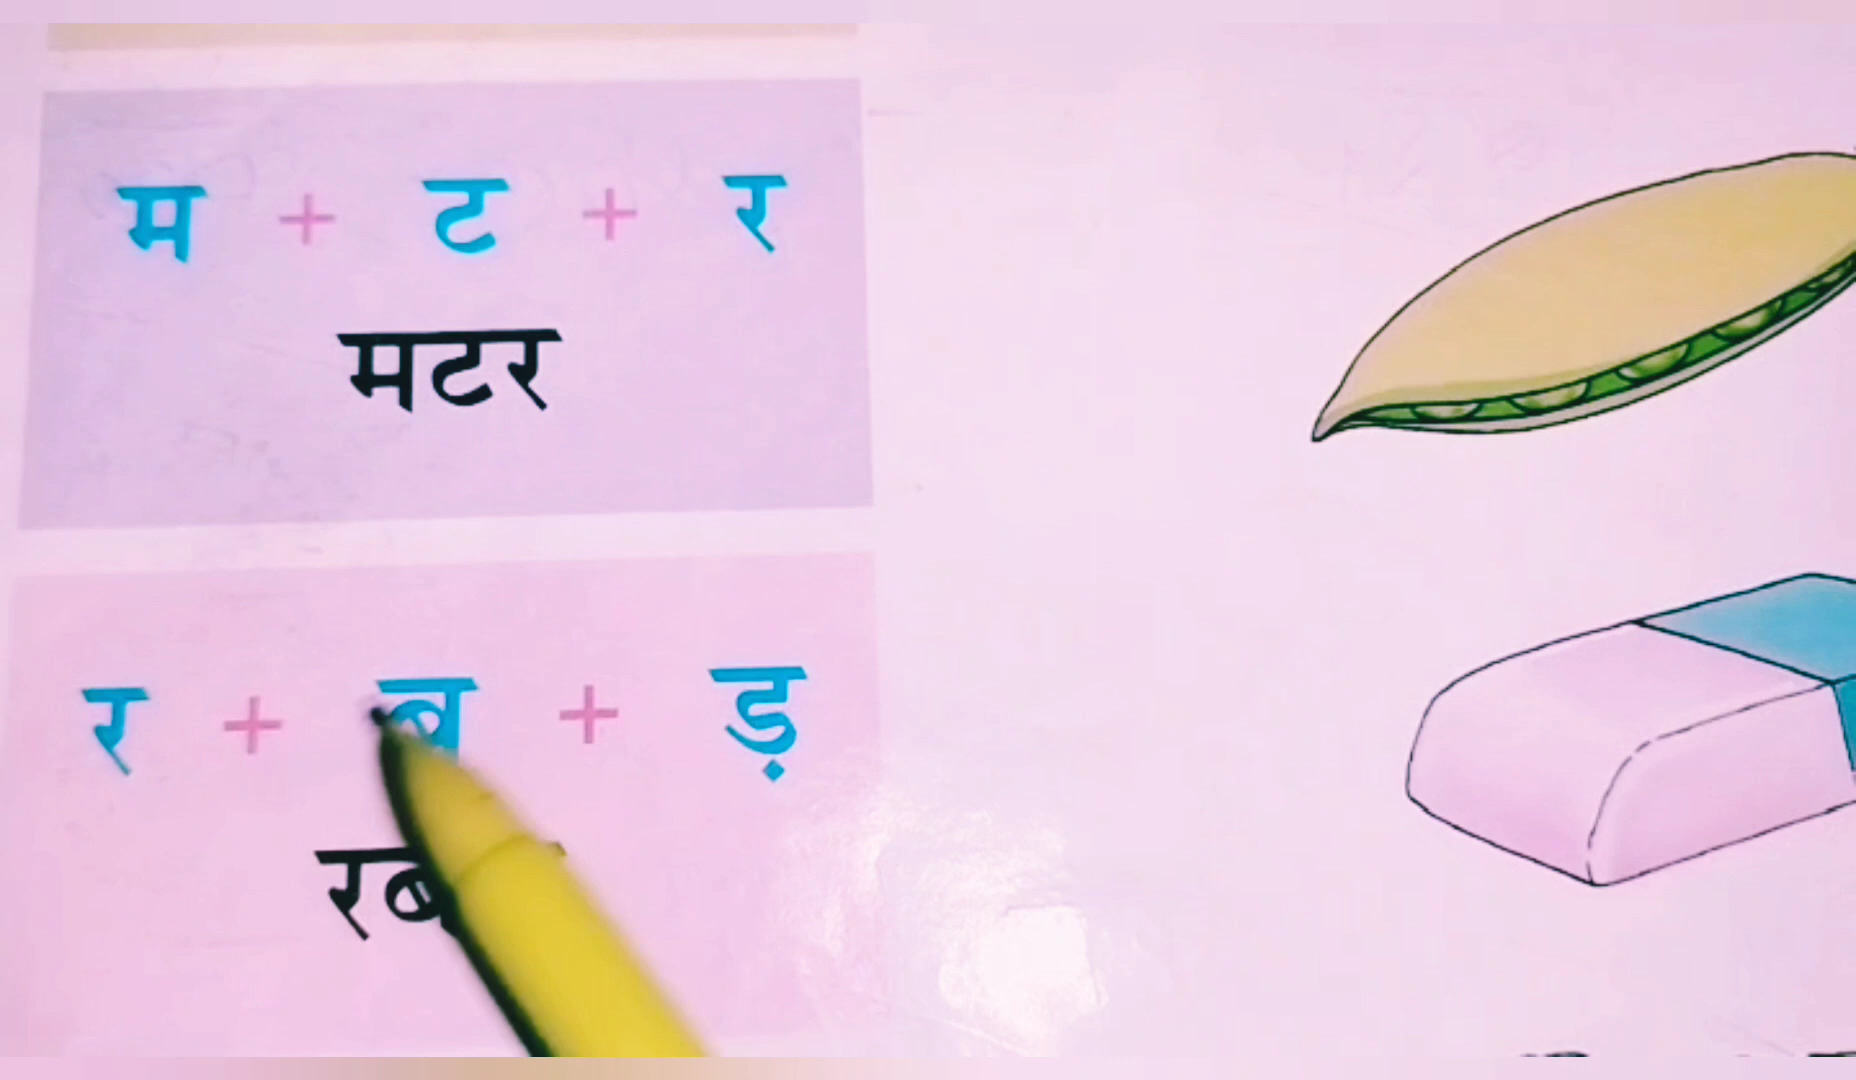 म + ट + र
मटर
र + ब + ड़